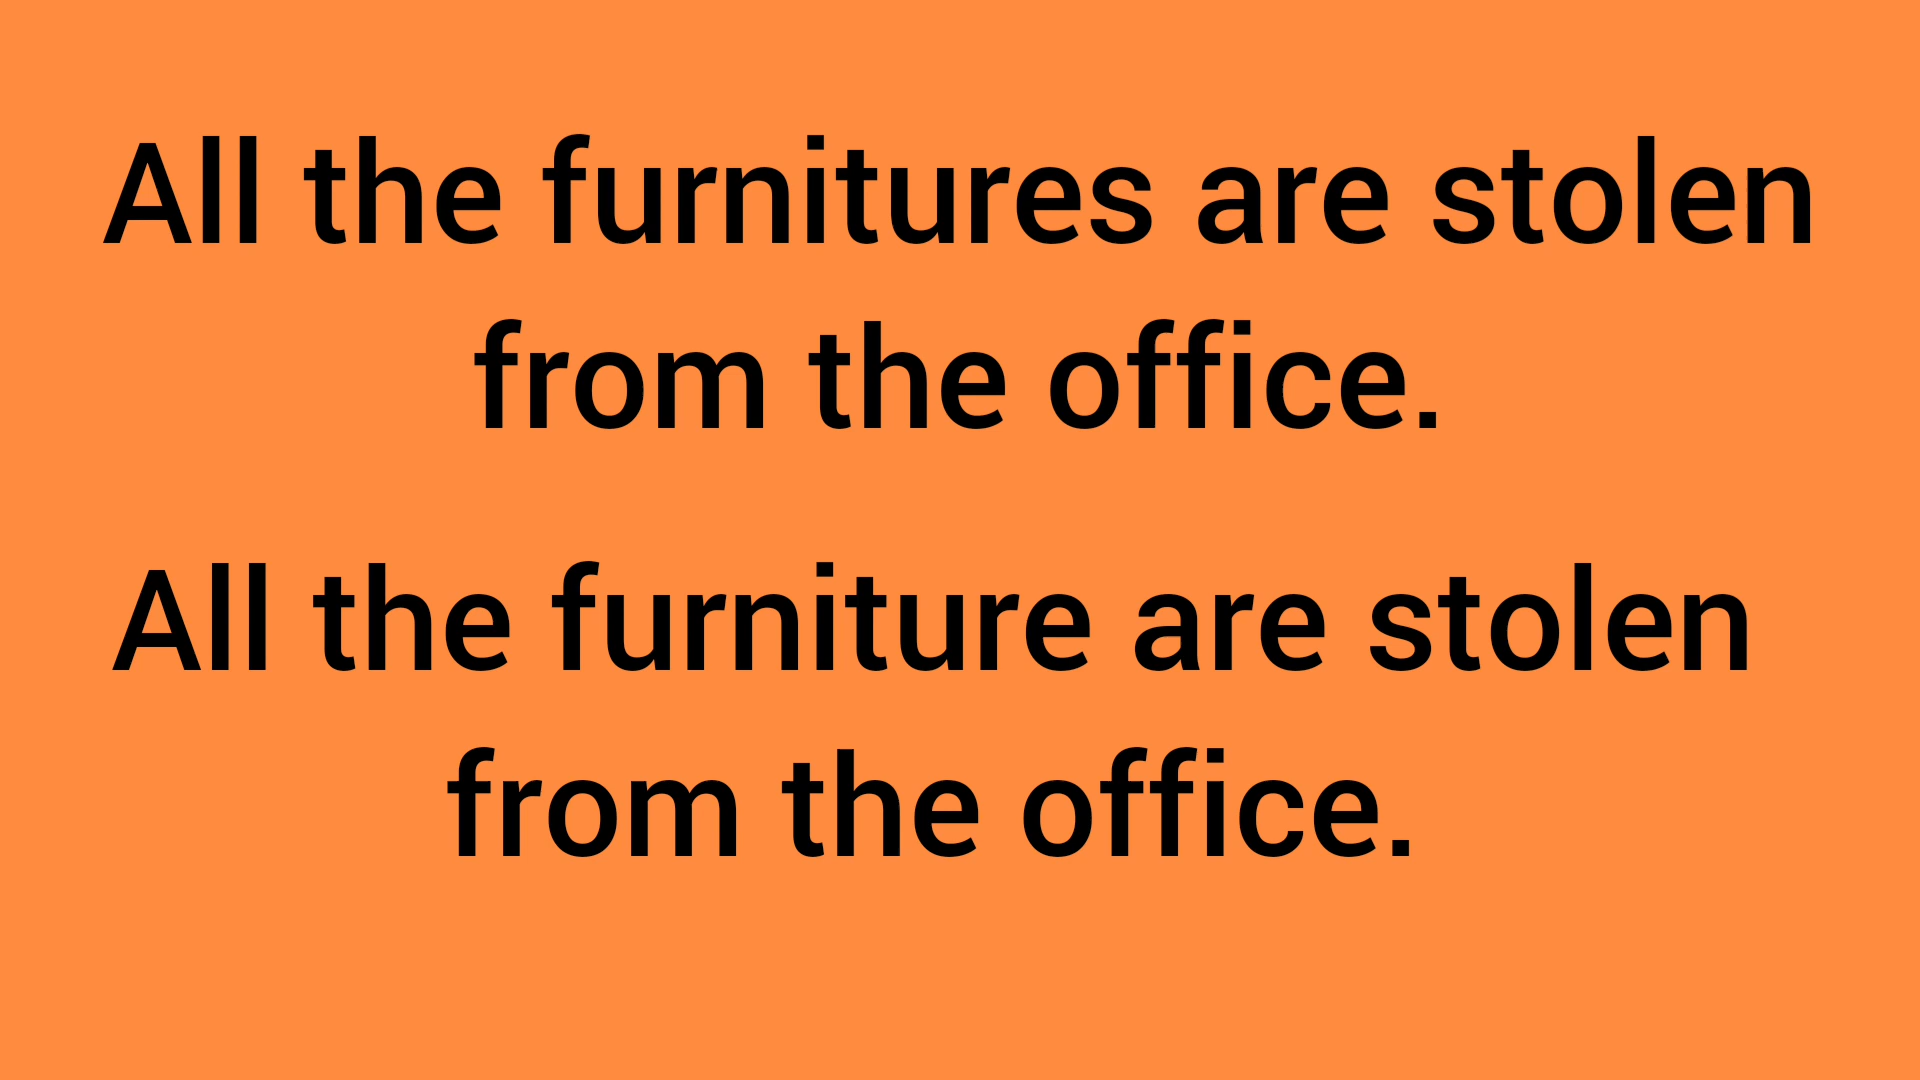 All the furnitures are stolen
from the office.
All the furniture are stolen
from the office.